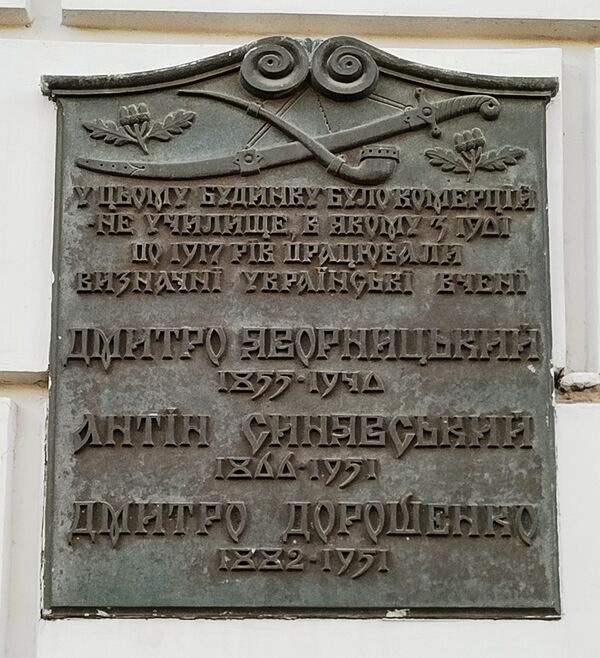 У ЦЬОМУ БУДИНКУ БУЛО КОМЕРЦІЙ
-НЕ УЧИЛИЩЕ, В ЯКОМУ З 1901
ПО 1917 РІК ПРАЦЮВАЛИ
ВИЗНАЧНІ УКРАЇНСЬКІ ВЧЕНІ
ДМИТРО ЯВОРНИЦЬКИЙ
1855-1940
АНТІН СИНЯВСЬКИЙ
1866-1951
ДМИТРО ДОРОШЕНКО
1882-1951